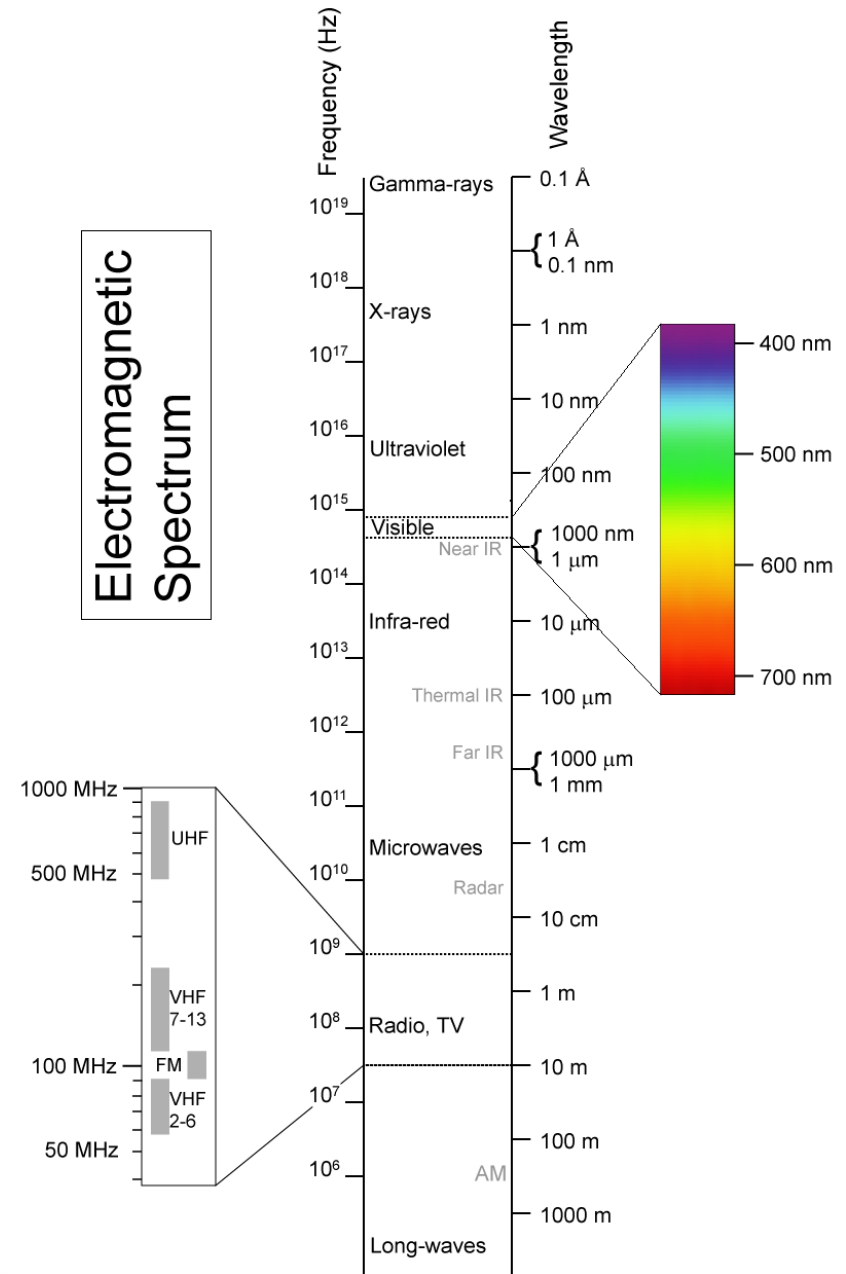 Electromagnetic
Spectrum
Frequency (Hz)
Wavelength
10¹⁹
10¹⁸
10¹⁷
10¹⁶
10¹⁵
10¹⁴
10¹³
10¹²
10¹¹
10¹⁰
10⁹
10⁸
10⁷
10⁶
Gamma-rays
X-rays
Ultraviolet
Visible
Near IR
Infra-red
Thermal IR
Far IR
Microwaves
Radar
Radio, TV
AM
Long-waves
0.1 Å
1 Å
0.1 nm
1 nm
10 nm
100 nm
1000 nm
1 μm
10 μm
100 μm
1000 μm
1 mm
1 cm
10 cm
1 m
10 m
100 m
1000 m
400 nm
500 nm
600 nm
700 nm
1000 MHz
500 MHz
100 MHz
50 MHz
UHF
VHF
7-13
FM
VHF
2-6